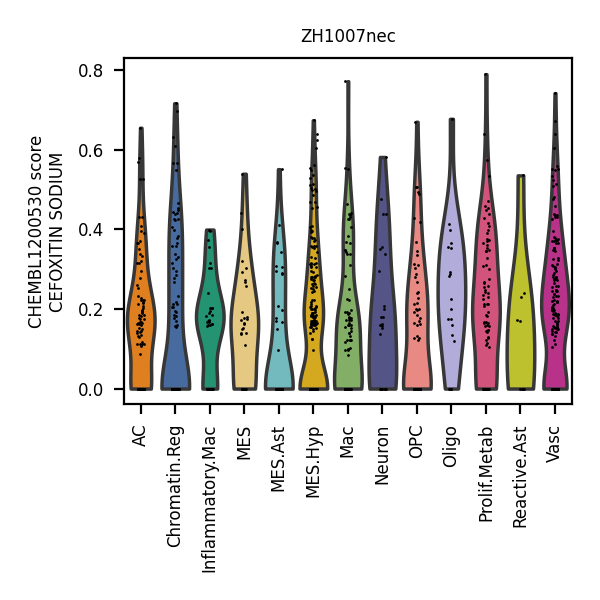 ZH1007nec
CHEMBL1200530 score
CEFOXITIN SODIUM
0.8
0.6
0.4
0.2
0.0
AC
Chromatin.Reg
Inflammatory.Mac
MES
MES.Ast
MES.Hyp
Mac
Neuron
OPC
Oligo
Prolif.Metab
Reactive.Ast
Vasc